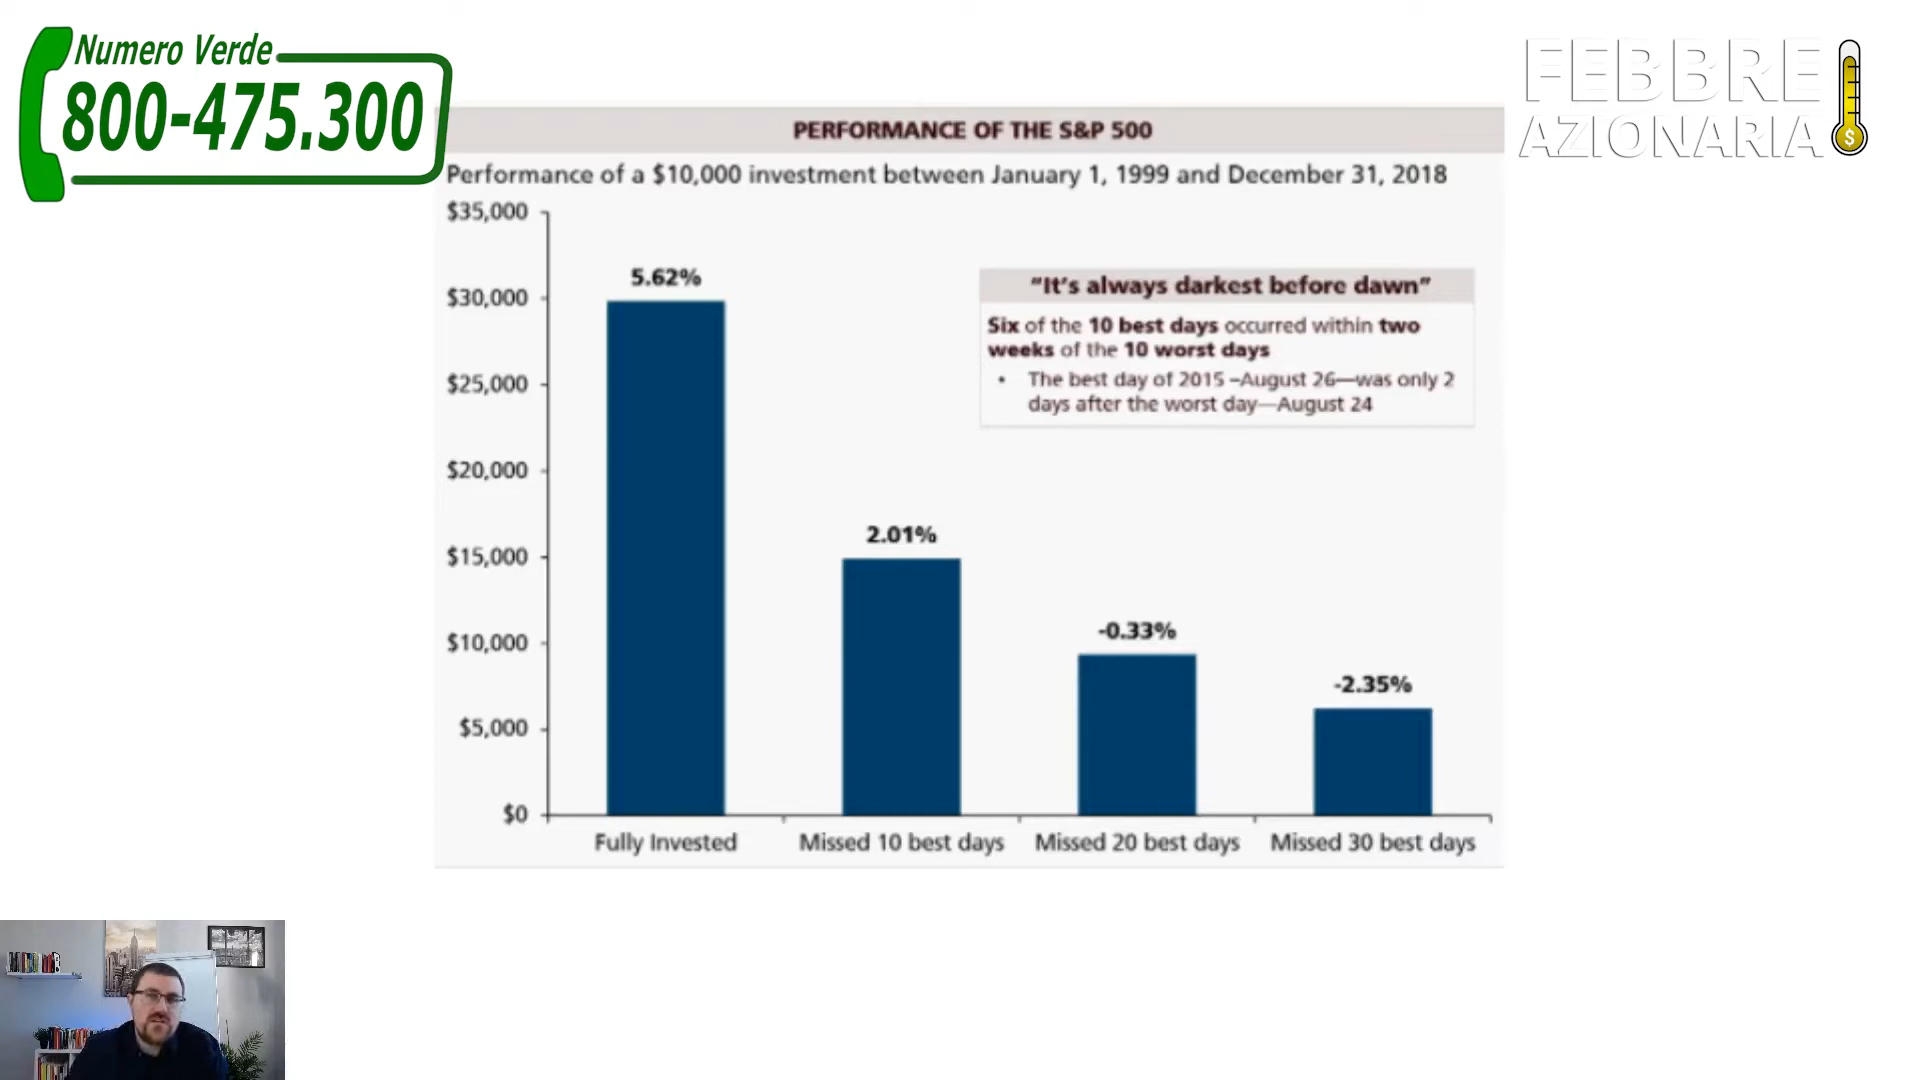 Numero Verde
800-475.300
FEBBRE
AZIONARIA
$
PERFORMANCE OF THE S&P 500
Performance of a $10,000 investment between January 1, 1999 and December 31, 2018
$35,000
$30,000
$25,000
$20,000
$15,000
$10,000
$5,000
$0
5.62%
2.01%
-0.33%
-2.35%
"It's always darkest before dawn"
Six of the 10 best days occurred within two
weeks of the 10 worst days
• The best day of 2015 –August 26—was only 2
days after the worst day—August 24
Fully Invested
Missed 10 best days
Missed 20 best days
Missed 30 best days